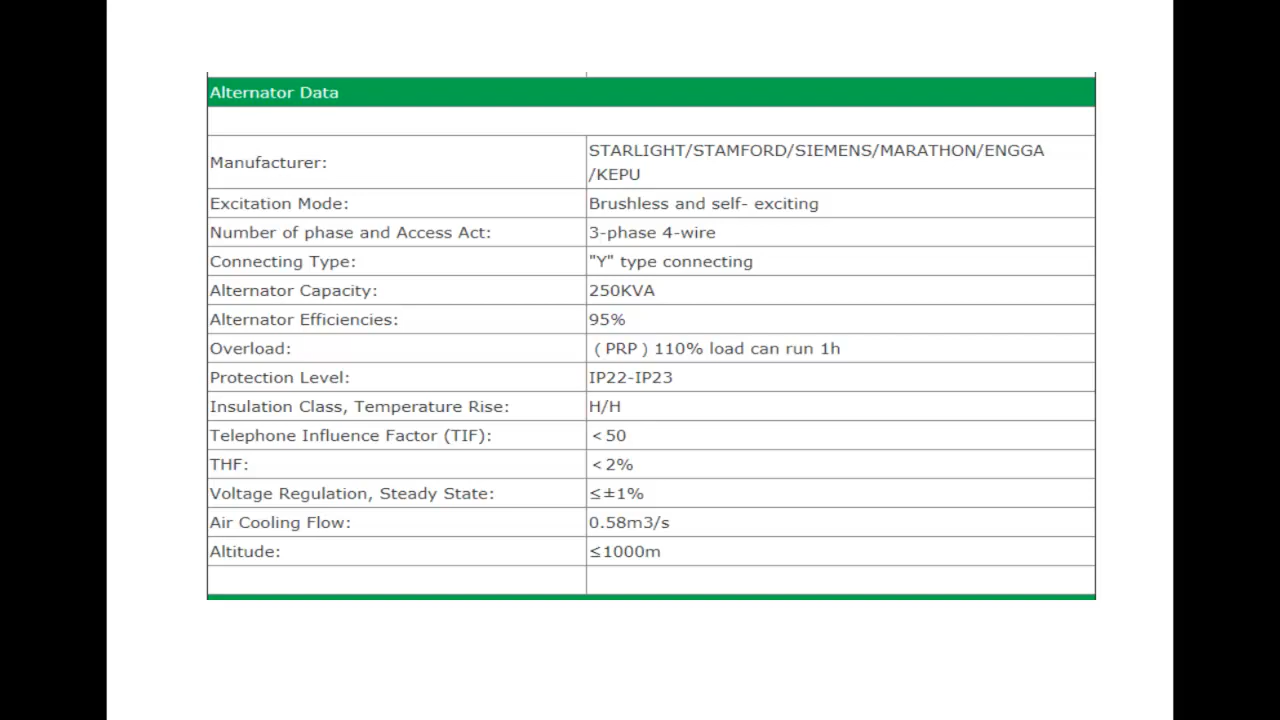 Alternator Data
Manufacturer:
STARLIGHT/STAMFORD/SIEMENS/MARATHON/ENGGA
/KEPU
Excitation Mode: Brushless and self- exciting
Number of phase and Access Act: 3-phase 4-wire
Connecting Type: "Y" type connecting
Alternator Capacity: 250KVA
Alternator Efficiencies: 95%
Overload: （PRP）110% load can run 1h
Protection Level: IP22-IP23
Insulation Class, Temperature Rise: H/H
Telephone Influence Factor (TIF): ＜50
THF: ＜2%
Voltage Regulation, Steady State: ≤±1%
Air Cooling Flow: 0.58m3/s
Altitude: ≤1000m